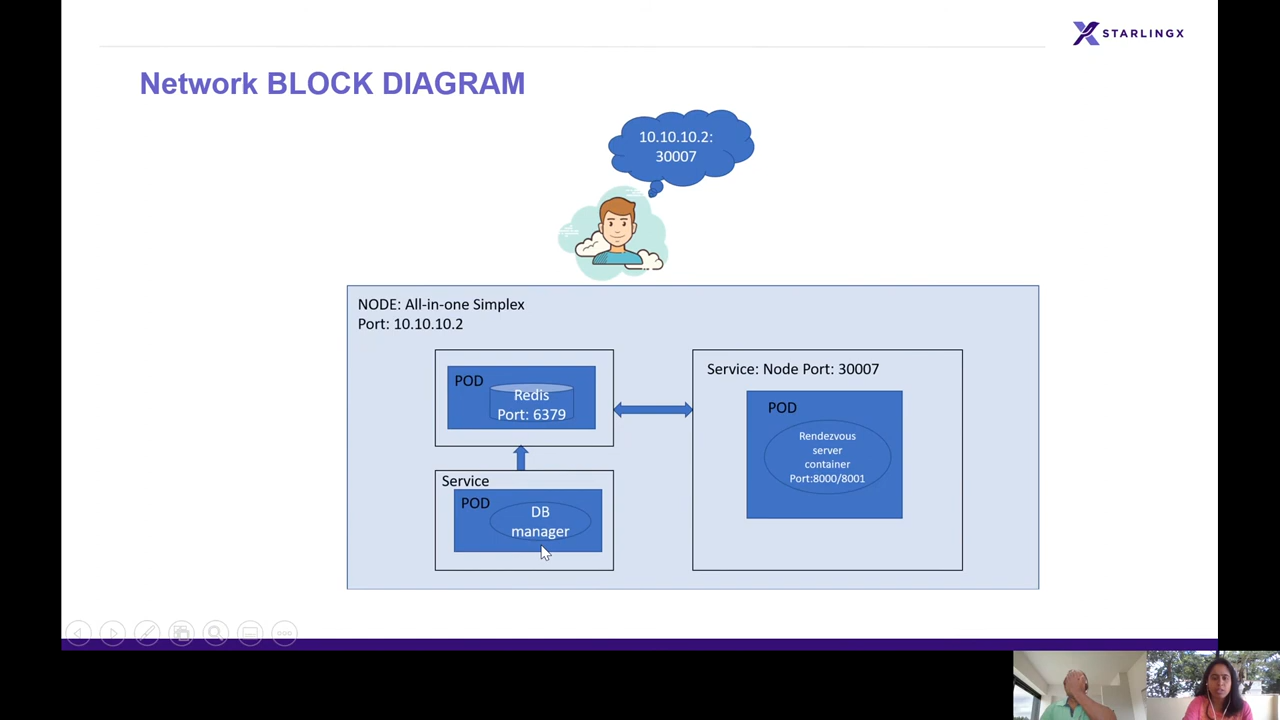 STARLINGX
Network BLOCK DIAGRAM
10.10.10.2:
30007
NODE: All-in-one Simplex
Port: 10.10.10.2
POD
Redis
Port: 6379
Service
POD
DB
manager
Service: Node Port: 30007
POD
Rendezvous
server
container
Port:8000/8001